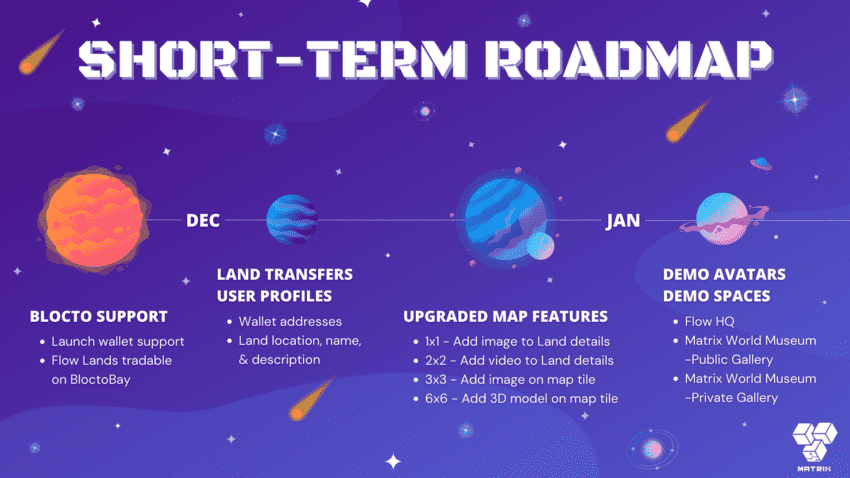 SHORT-TERM ROADMAP
DEC
JAN
BLOCTO SUPPORT
• Launch wallet support
• Flow Lands tradable
on BloctoBay
LAND TRANSFERS
USER PROFILES
• Wallet addresses
• Land location, name,
& description
UPGRADED MAP FEATURES
• 1x1 - Add image to Land details
• 2x2 - Add video to Land details
• 3x3 - Add image on map tile
• 6x6 - Add 3D model on map tile
DEMO AVATARS
DEMO SPACES
• Flow HQ
• Matrix World Museum
-Public Gallery
• Matrix World Museum
-Private Gallery
MATRIX